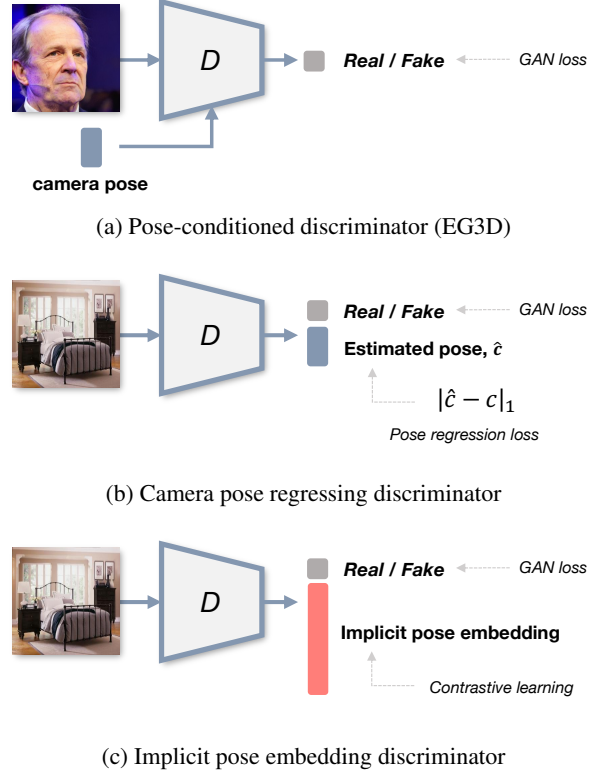 D
Real / Fake
GAN loss
camera pose
(a) Pose-conditioned discriminator (EG3D)
D
Real / Fake
GAN loss
Estimated pose, ĉ
|ĉ − c|₁
Pose regression loss
(b) Camera pose regressing discriminator
D
Real / Fake
GAN loss
Implicit pose embedding
Contrastive learning
(c) Implicit pose embedding discriminator